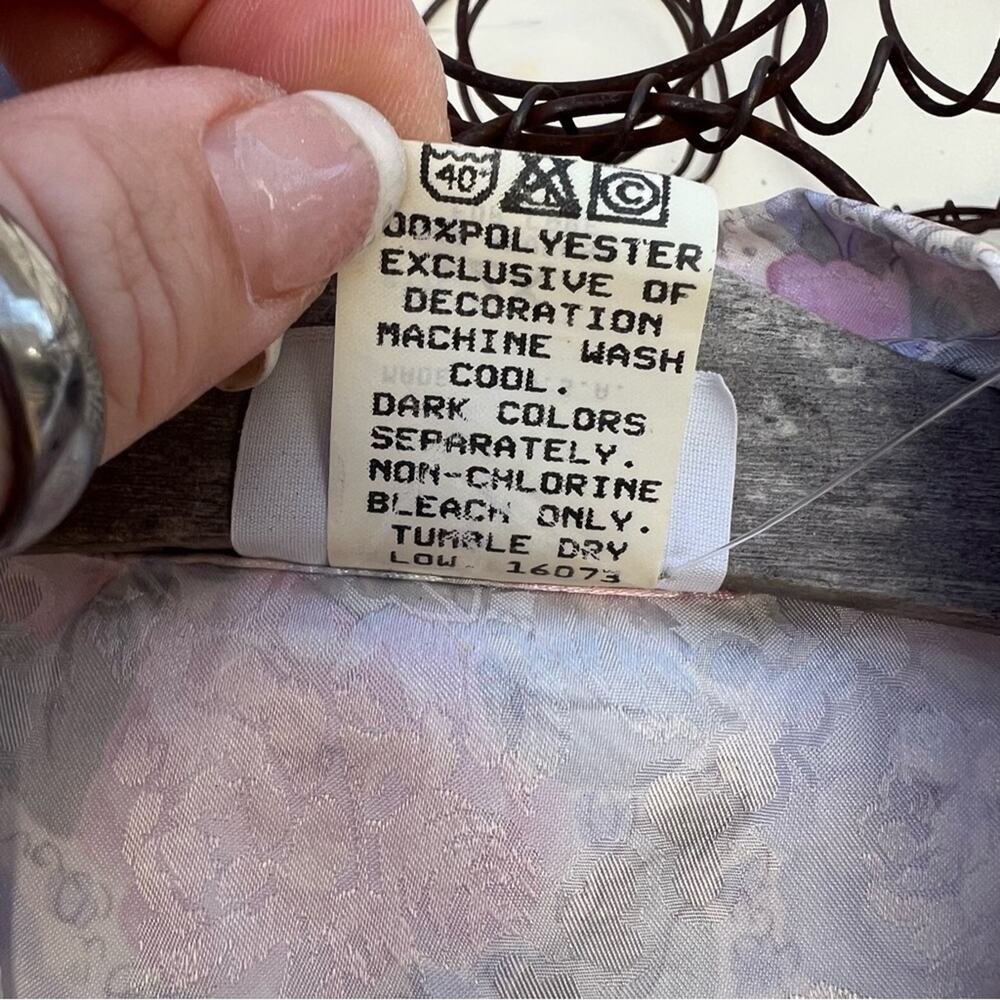 40°
©
00%POLYESTER
EXCLUSIVE OF
DECORATION
MACHINE WASH
COOL.
DARK COLORS
SEPARATELY.
NON-CHLORINE
BLEACH ONLY.
TUMBLE DRY
LOW. 16073